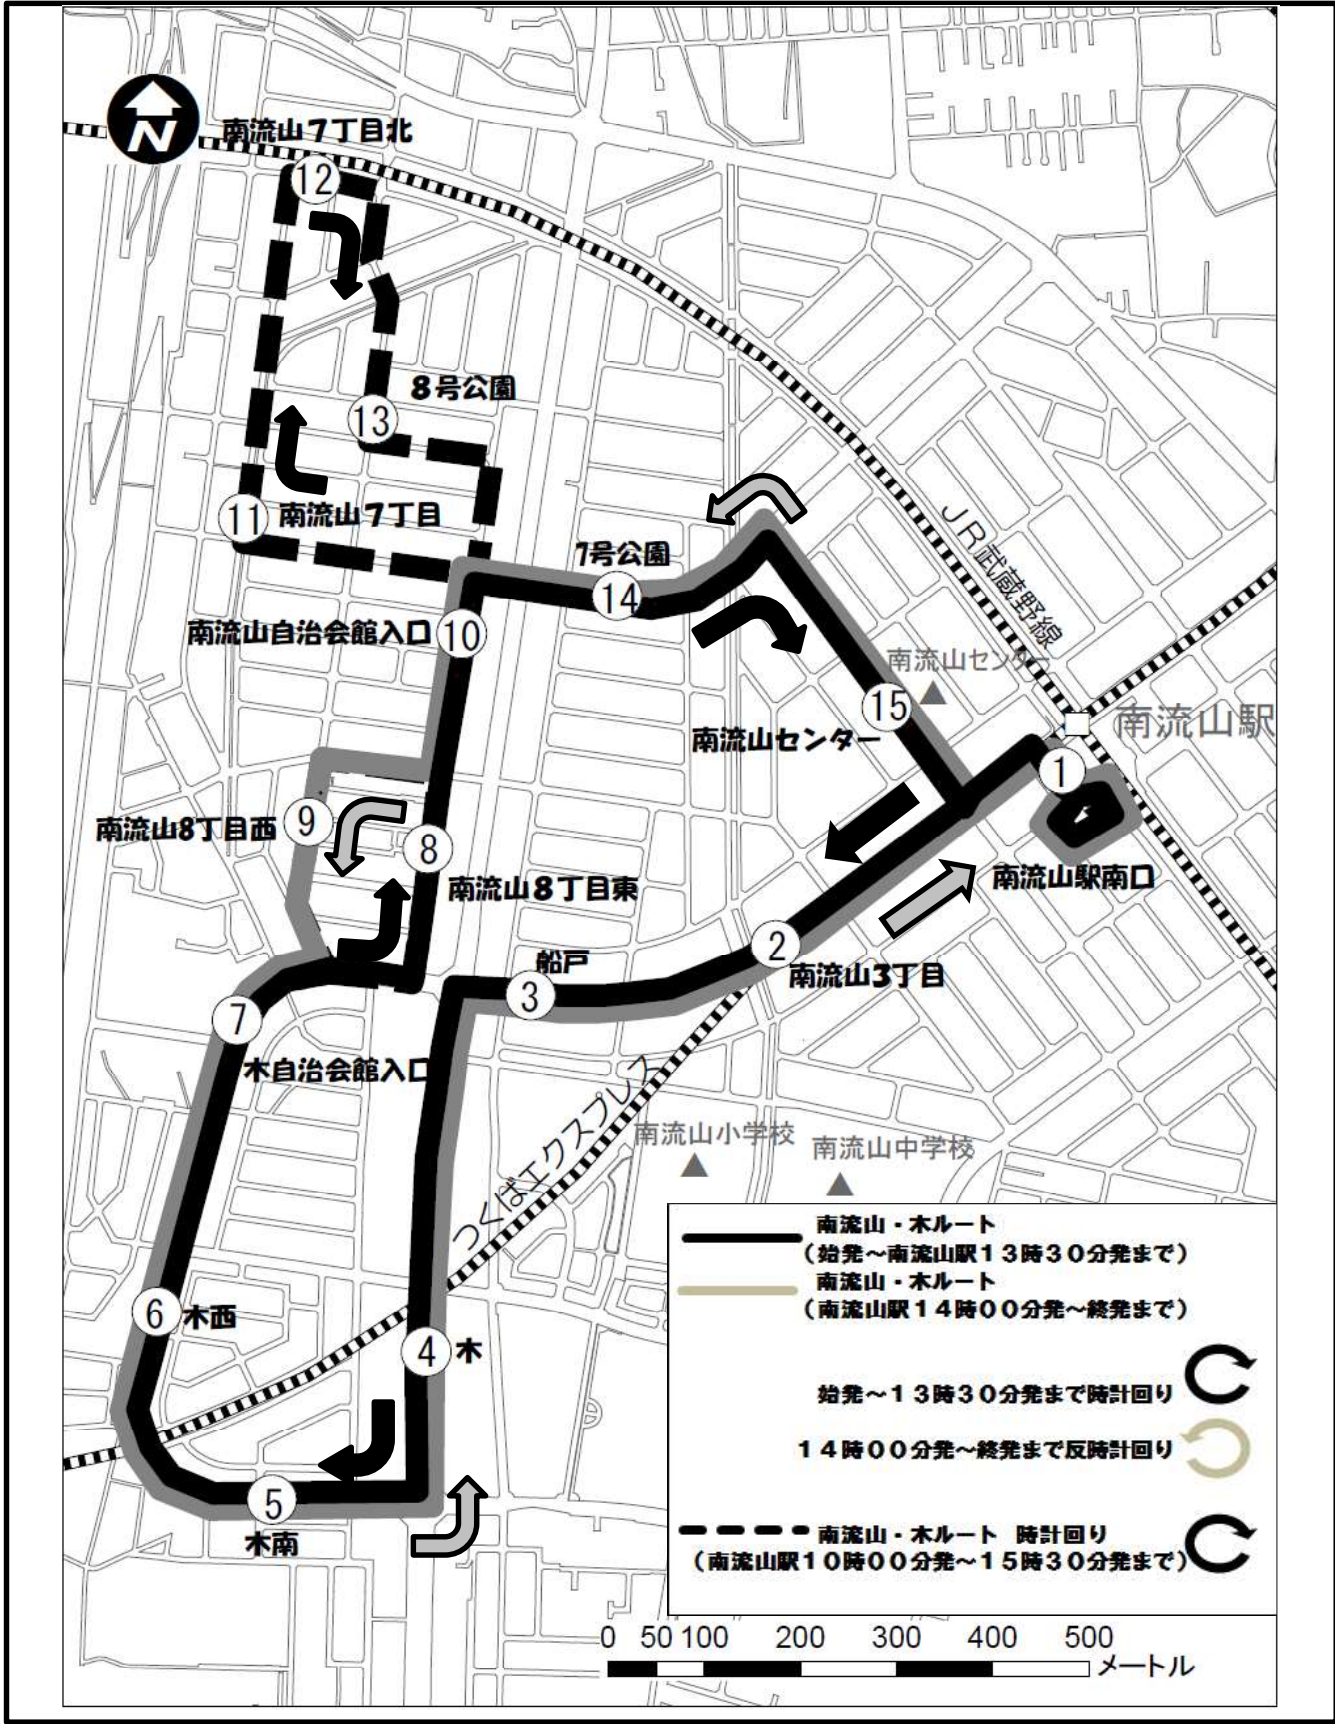 N
南流山7丁目北
12
8号公園
13
11
南流山7丁目
7号公園
14
JR武蔵野線
南流山自治会館入口
10
南流山センター
15
南流山駅
南流山センター
1
9
南流山8丁目西
8
南流山8丁目東
南流山駅南口
2
船戸
南流山3丁目
3
7
木自治会館入口
つくばエクスプレス
南流山小学校
南流山中学校
6
木西
4
木
5
木南
南流山・木ルート
(始発~南流山駅13時30分発まで)
南流山・木ルート
(南流山駅14時00分発~終発まで)
始発~13時30分発まで時計回り
14時00分発~終発まで反時計回り
南流山・木ルート 時計回り
(南流山駅10時00分発~15時30分発まで)
0 50 100 200 300 400 500
メートル